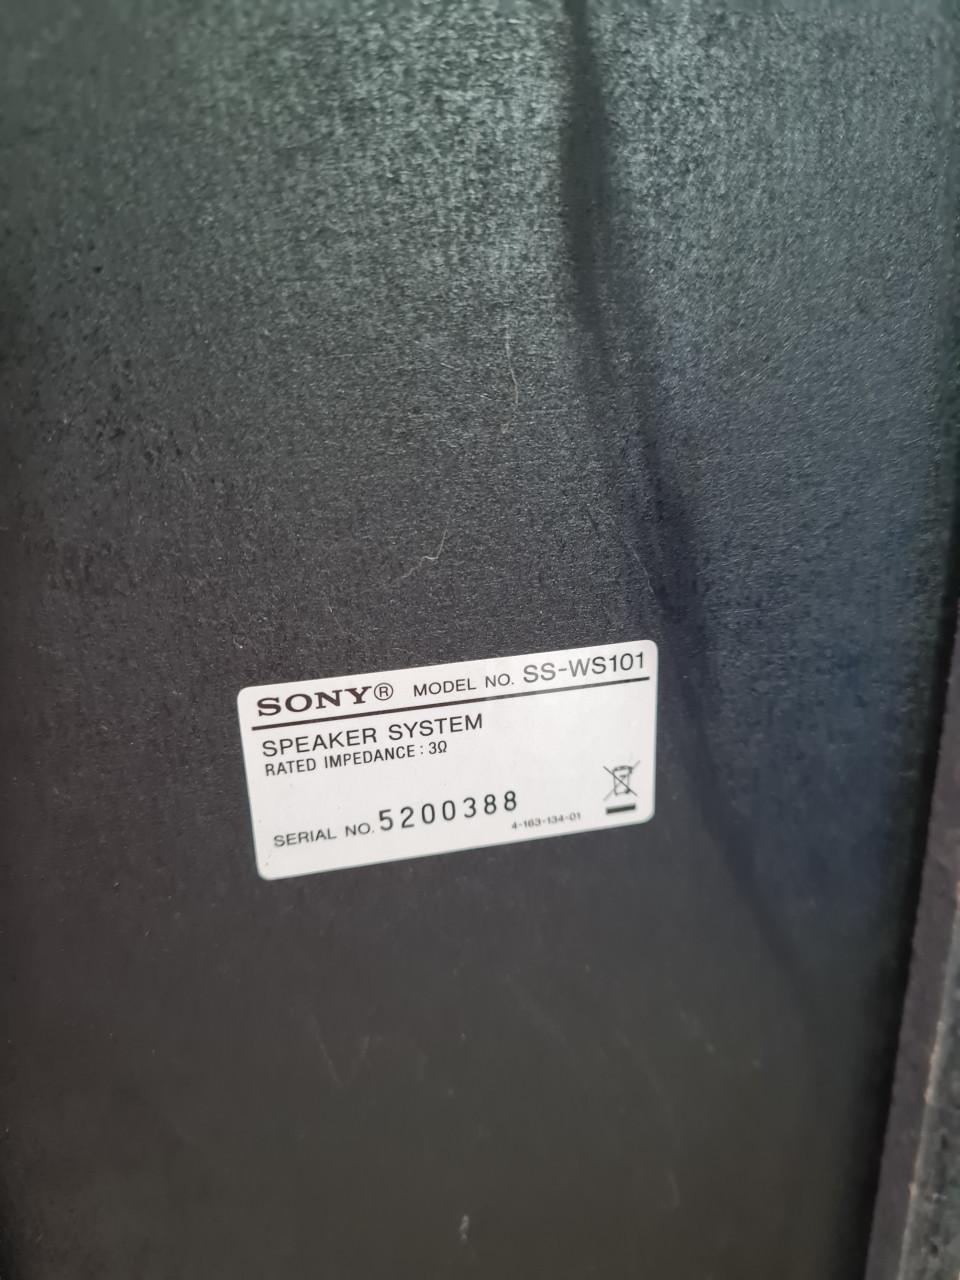 SONY® MODEL NO. SS-WS101
SPEAKER SYSTEM
RATED IMPEDANCE : 3Ω
SERIAL NO. 5200388
4-163-134-01